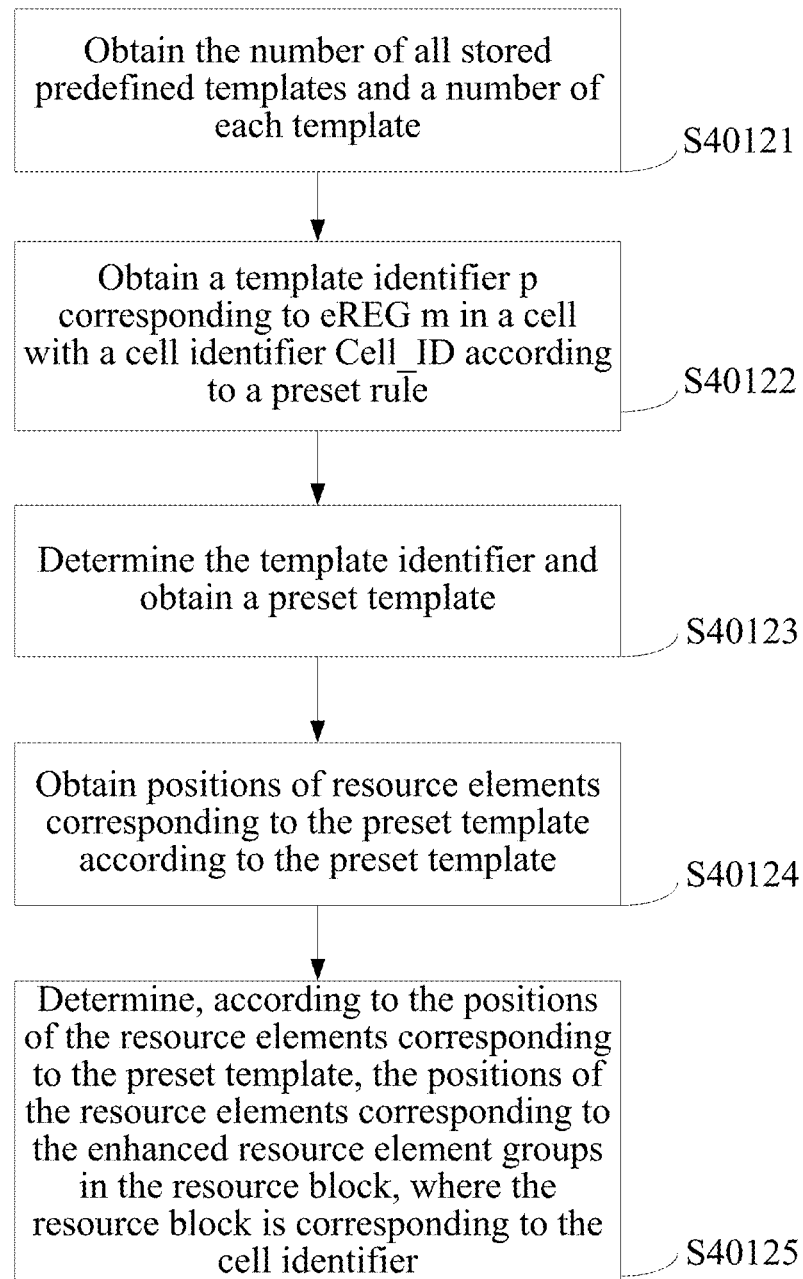 Obtain the number of all stored
predefined templates and a number of
each template
S40121
Obtain a template identifier p
corresponding to eREG m in a cell
with a cell identifier Cell_ID according
to a preset rule
S40122
Determine the template identifier and
obtain a preset template
S40123
Obtain positions of resource elements
corresponding to the preset template
according to the preset template
S40124
Determine, according to the positions
of the resource elements corresponding
to the preset template, the positions of
the resource elements corresponding to
the enhanced resource element groups
in the resource block, where the
resource block is corresponding to the
cell identifier
S40125